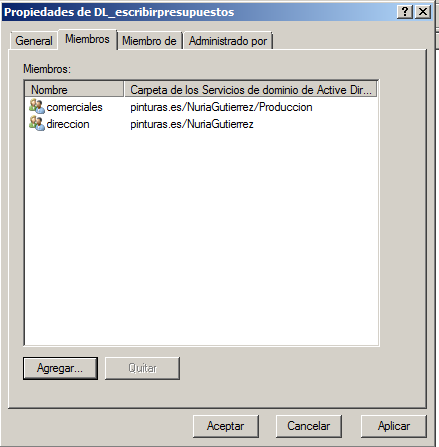 Propiedades de DL_escribirpresupuestos
General Miembros Miembro de Administrado por
Miembros:
Nombre Carpeta de los Servicios de dominio de Active Dir...
comerciales pinturas.es/NuriaGutierrez/Produccion
direccion pinturas.es/NuriaGutierrez
Agregar... Quitar
Aceptar Cancelar Aplicar